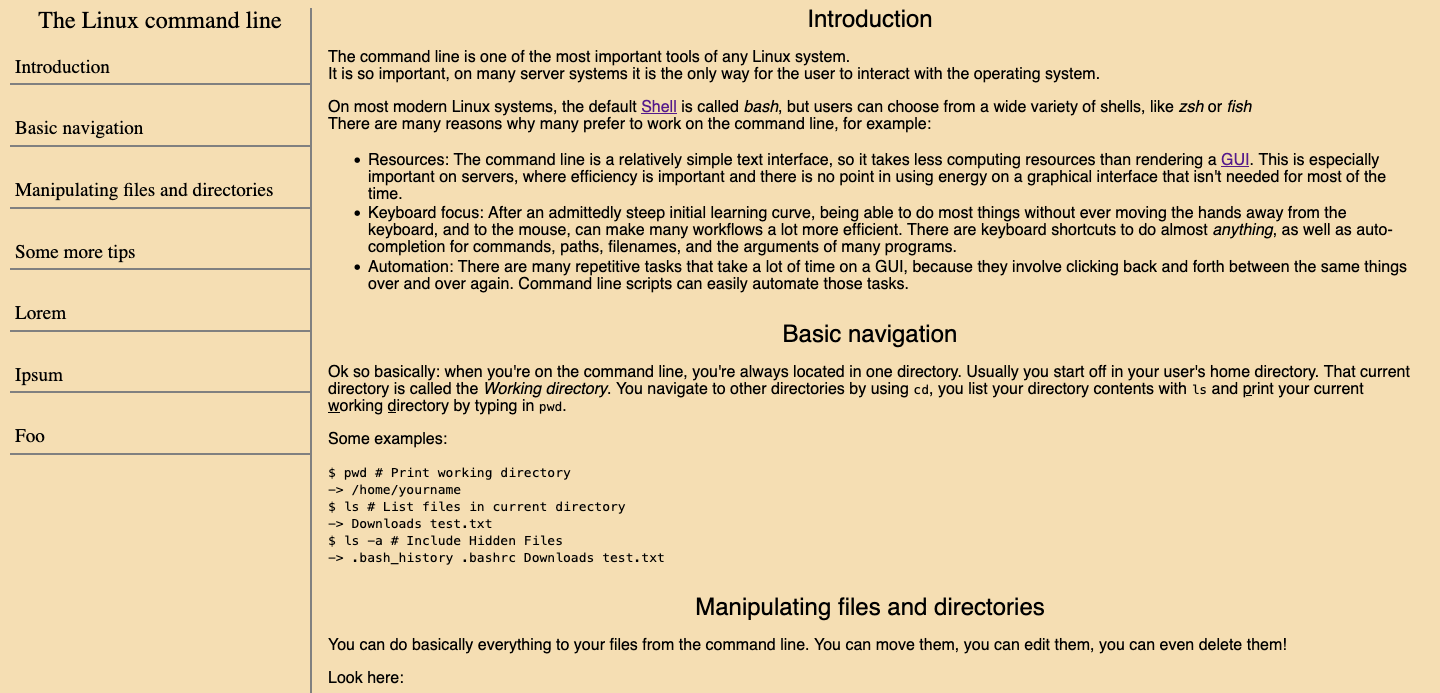 The Linux command line
Introduction
Basic navigation
Manipulating files and directories
Some more tips
Lorem
Ipsum
Foo
Introduction
The command line is one of the most important tools of any Linux system.
It is so important, on many server systems it is the only way for the user to interact with the operating system.
On most modern Linux systems, the default Shell is called bash, but users can choose from a wide variety of shells, like zsh or fish
There are many reasons why many prefer to work on the command line, for example:
• Resources: The command line is a relatively simple text interface, so it takes less computing resources than rendering a GUI. This is especially
important on servers, where efficiency is important and there is no point in using energy on a graphical interface that isn't needed for most of the
time.
• Keyboard focus: After an admittedly steep initial learning curve, being able to do most things without ever moving the hands away from the
keyboard, and to the mouse, can make many workflows a lot more efficient. There are keyboard shortcuts to do almost anything, as well as auto-
completion for commands, paths, filenames, and the arguments of many programs.
• Automation: There are many repetitive tasks that take a lot of time on a GUI, because they involve clicking back and forth between the same things
over and over again. Command line scripts can easily automate those tasks.
Basic navigation
Ok so basically: when you're on the command line, you're always located in one directory. Usually you start off in your user's home directory. That current
directory is called the Working directory. You navigate to other directories by using cd, you list your directory contents with ls and print your current
working directory by typing in pwd.
Some examples:
$ pwd # Print working directory
—> /home/yourname
$ ls # List files in current directory
—> Downloads test.txt
$ ls -a # Include Hidden Files
—> .bash_history .bashrc Downloads test.txt
Manipulating files and directories
You can do basically everything to your files from the command line. You can move them, you can edit them, you can even delete them!
Look here: